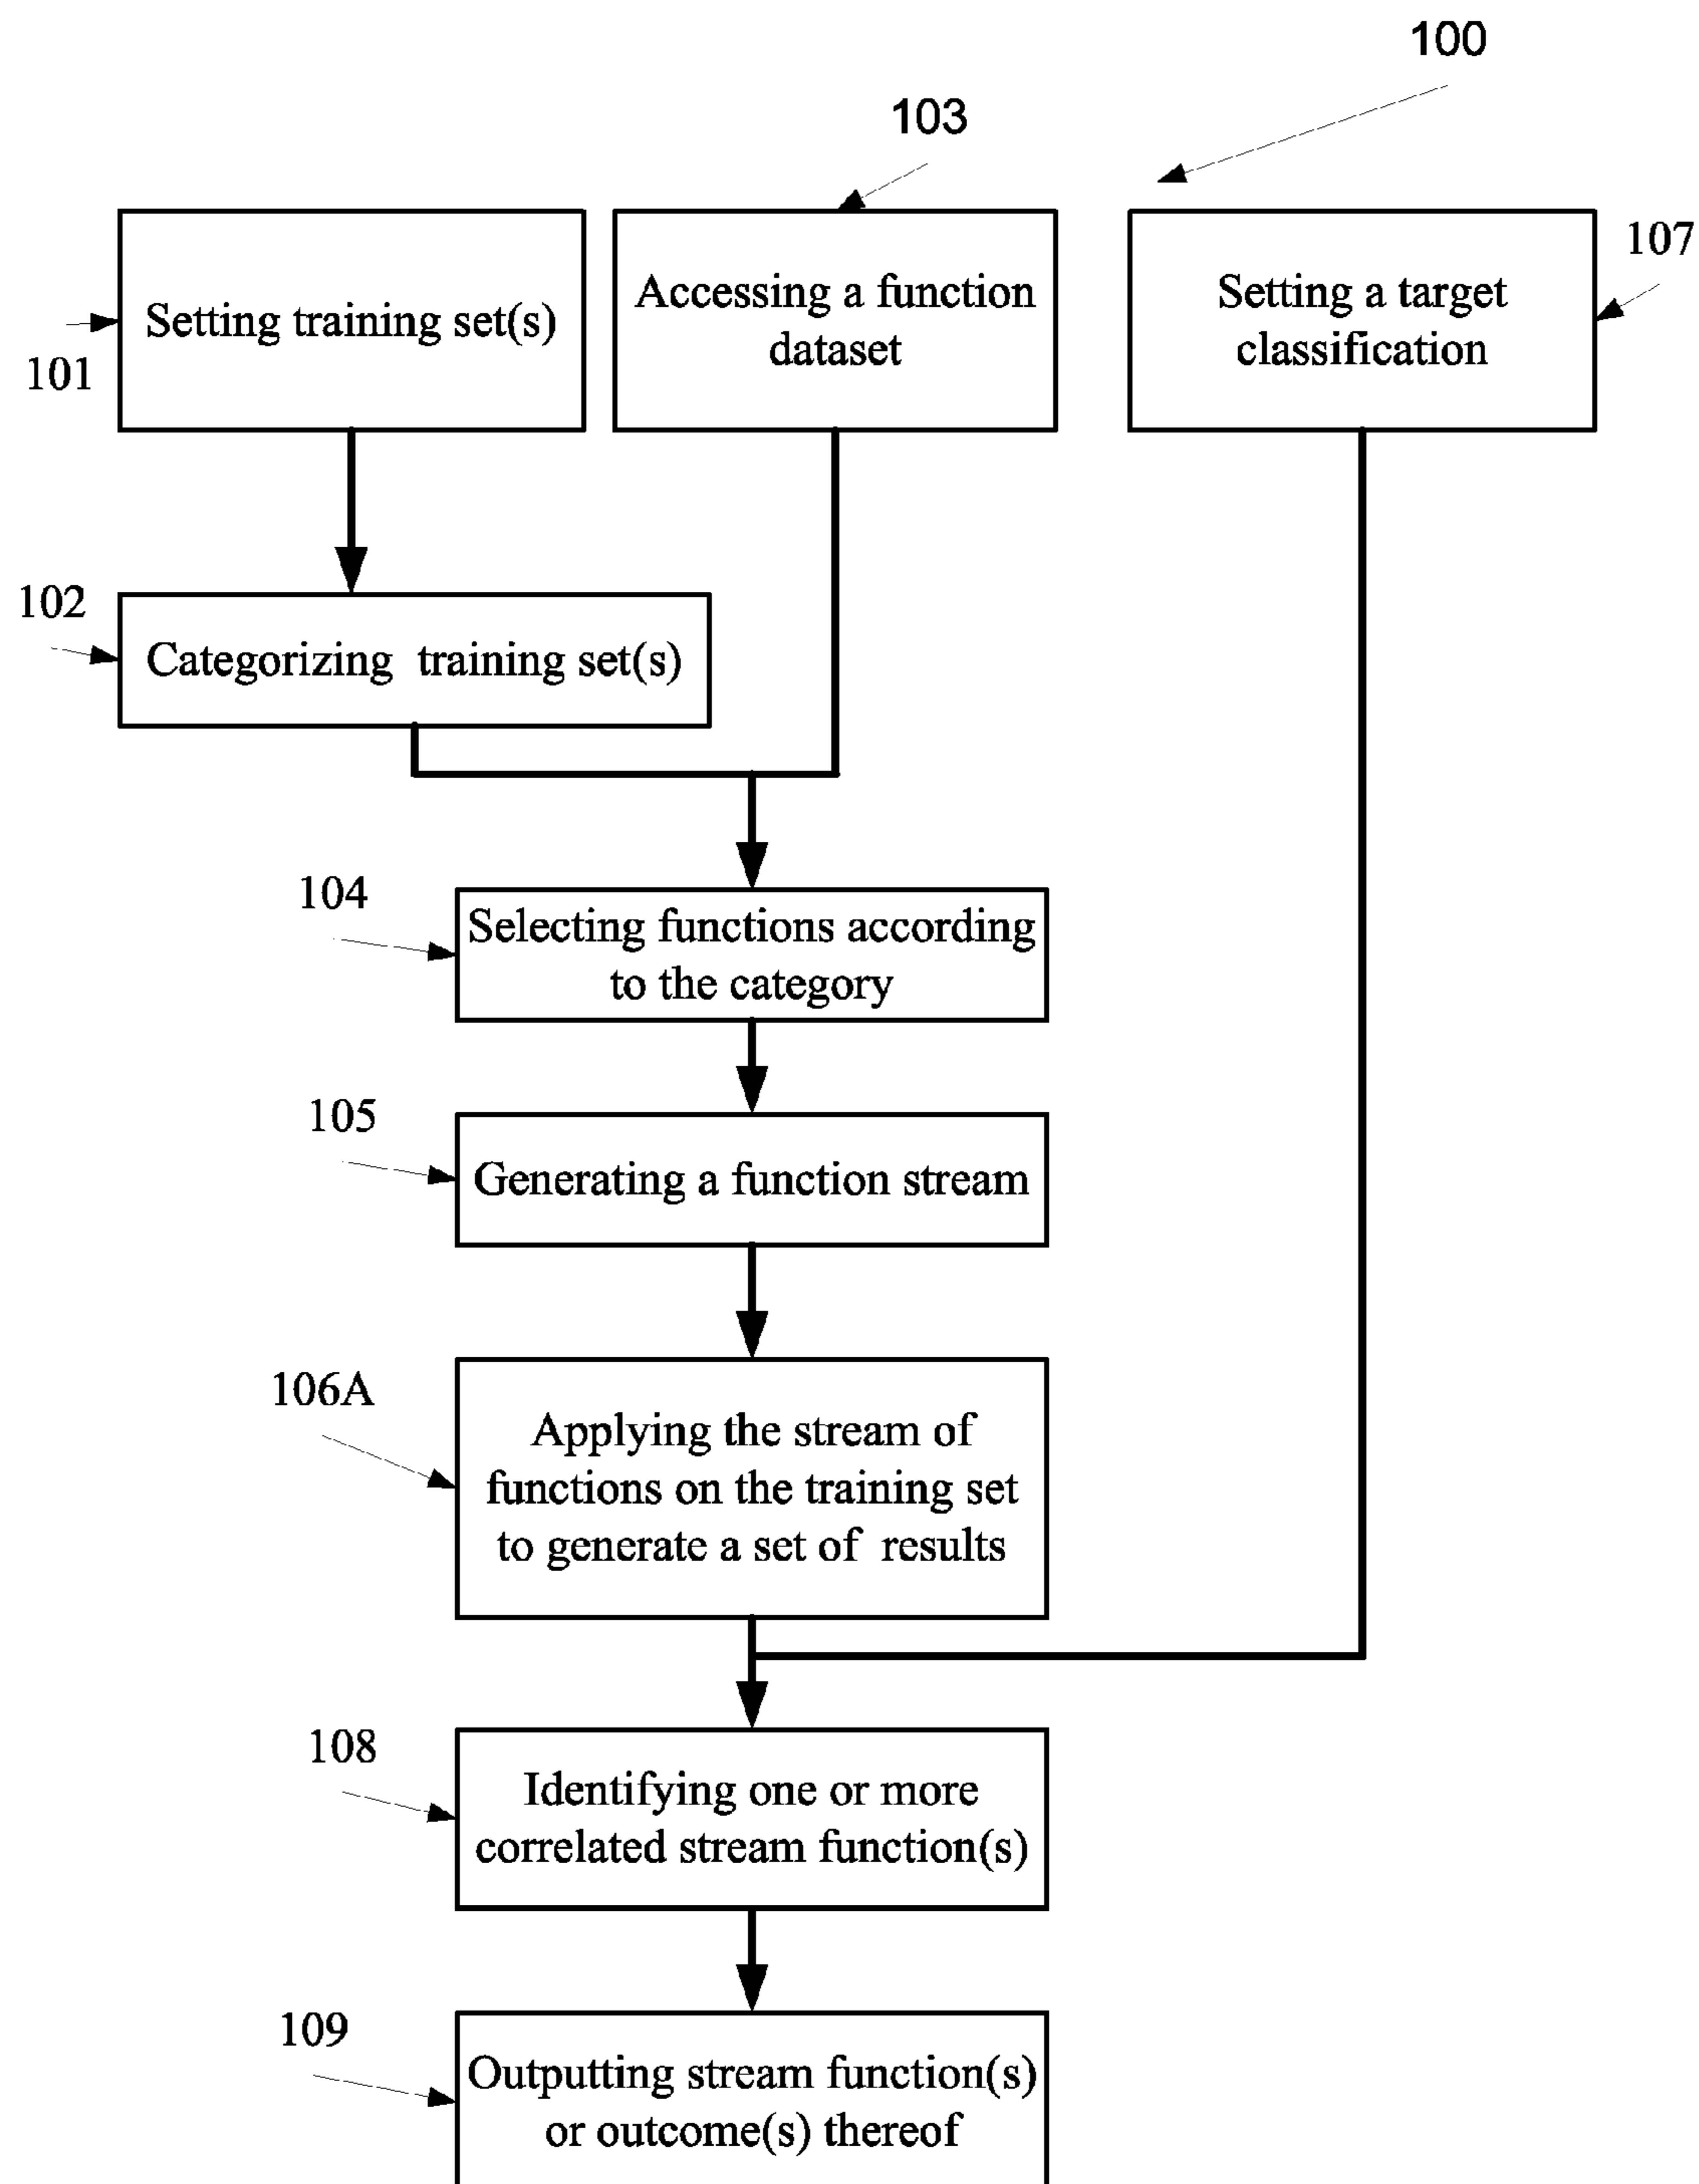 100
103
107
Setting training set(s)
101
Accessing a function
dataset
Setting a target
classification
102
Categorizing training set(s)
104
Selecting functions according
to the category
105
Generating a function stream
106A
Applying the stream of
functions on the training set
to generate a set of results
108
Identifying one or more
correlated stream function(s)
109
Outputting stream function(s)
or outcome(s) thereof